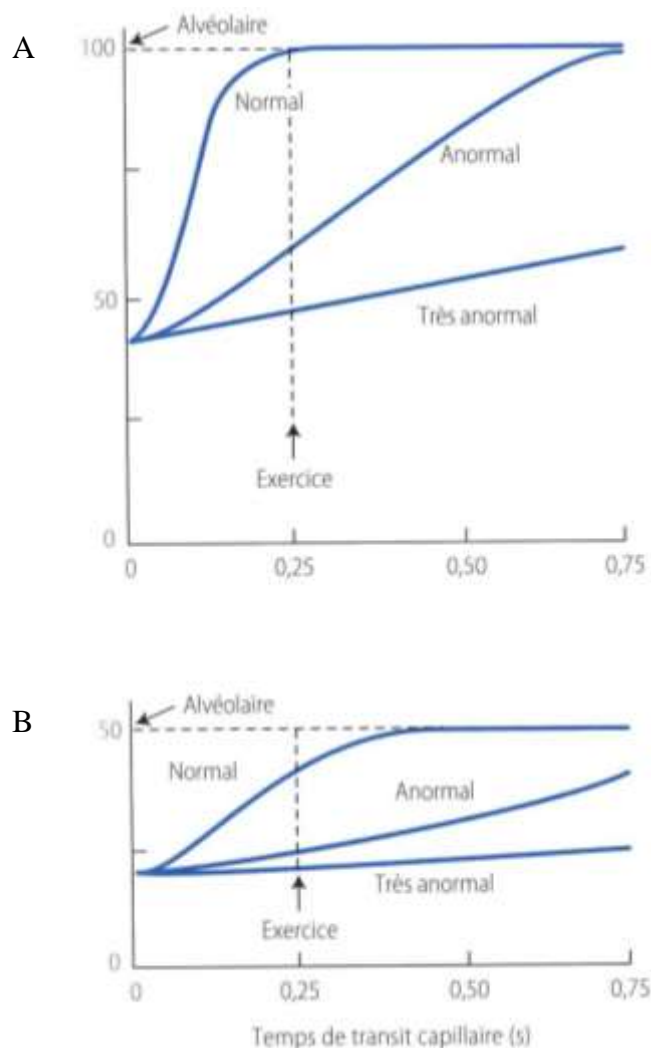 A
Alvéolaire
100
Normal
Anormal
50
Très anormal
Exercice
0
0
0,25
0,50
0,75
B
Alvéolaire
50
Normal
Anormal
Très anormal
Exercice
0
0
0,25
0,50
0,75
Temps de transit capillaire (s)